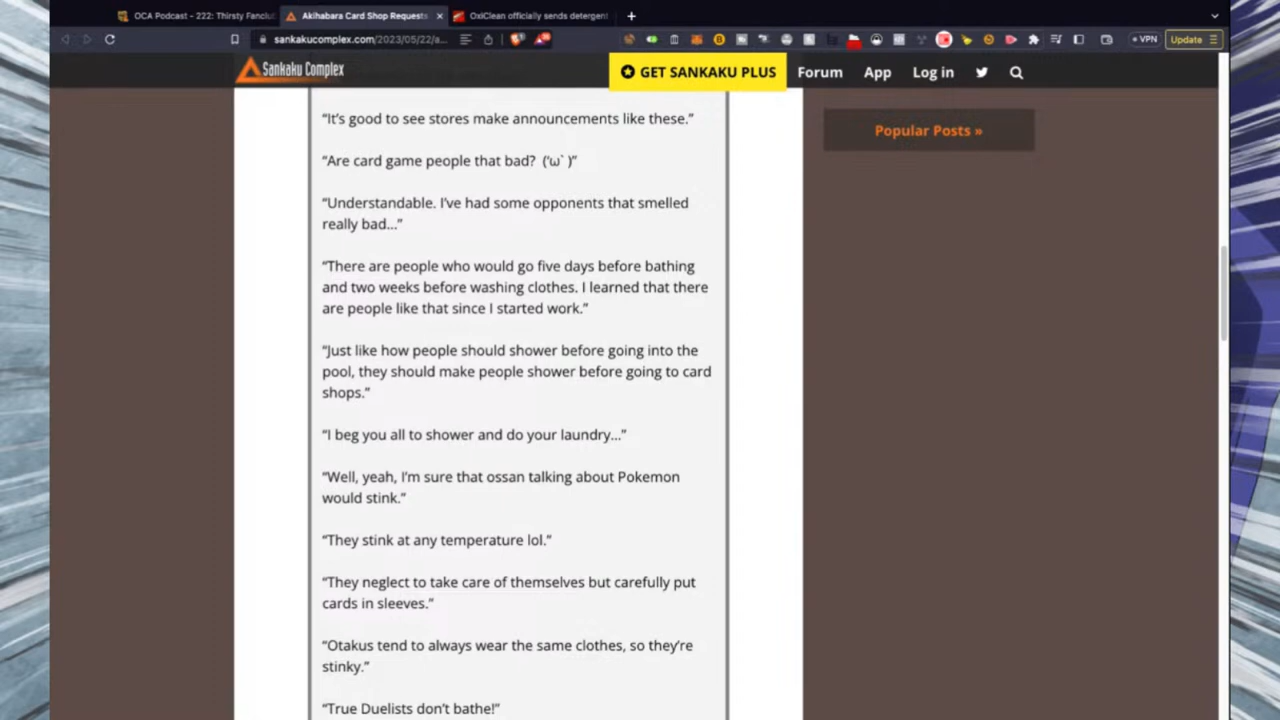 OCA Podcast - 222: Thirsty Fanclu
Akihabara Card Shop Requests
OxiClean officially sends detergent
sankakucomplex.com/2023/05/22/a...
VPN
Update
Sankaku Complex
GET SANKAKU PLUS
Forum
App
Log in
“It’s good to see stores make announcements like these.”
“Are card game people that bad? (‘ω` )”
“Understandable. I’ve had some opponents that smelled
really bad…”
“There are people who would go five days before bathing
and two weeks before washing clothes. I learned that there
are people like that since I started work.”
“Just like how people should shower before going into the
pool, they should make people shower before going to card
shops.”
“I beg you all to shower and do your laundry…”
“Well, yeah, I’m sure that ossan talking about Pokemon
would stink.”
“They stink at any temperature lol.”
“They neglect to take care of themselves but carefully put
cards in sleeves.”
“Otakus tend to always wear the same clothes, so they’re
stinky.”
“True Duelists don’t bathe!”
Popular Posts »